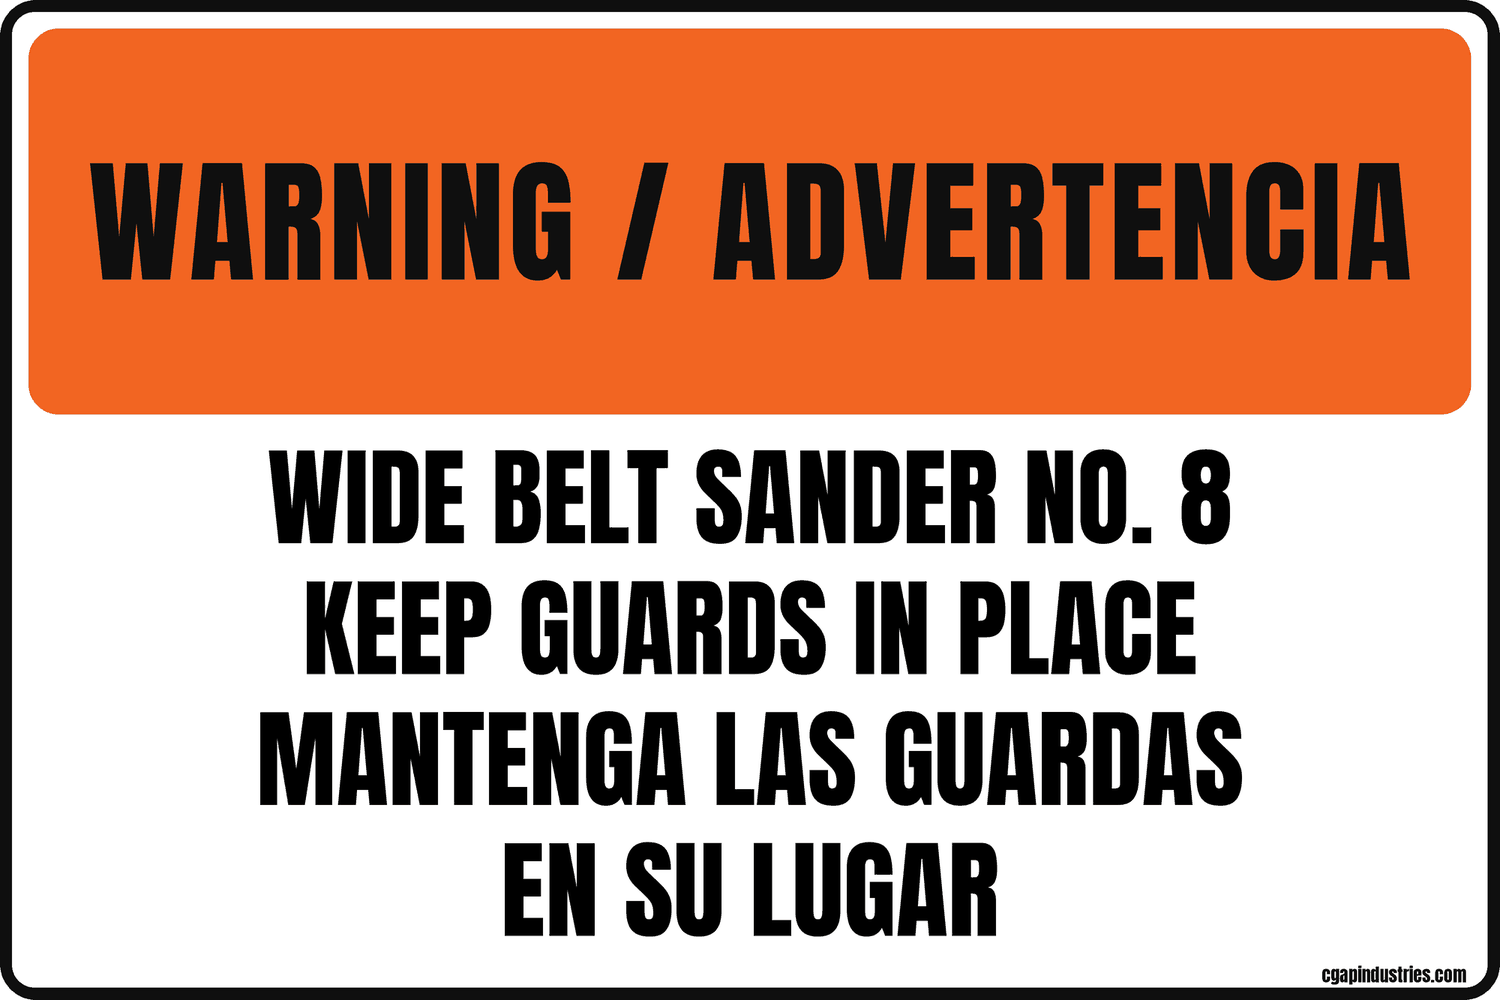 WARNING / ADVERTENCIA
WIDE BELT SANDER NO. 8
KEEP GUARDS IN PLACE
MANTENGA LAS GUARDAS
EN SU LUGAR
cgapindustries.com